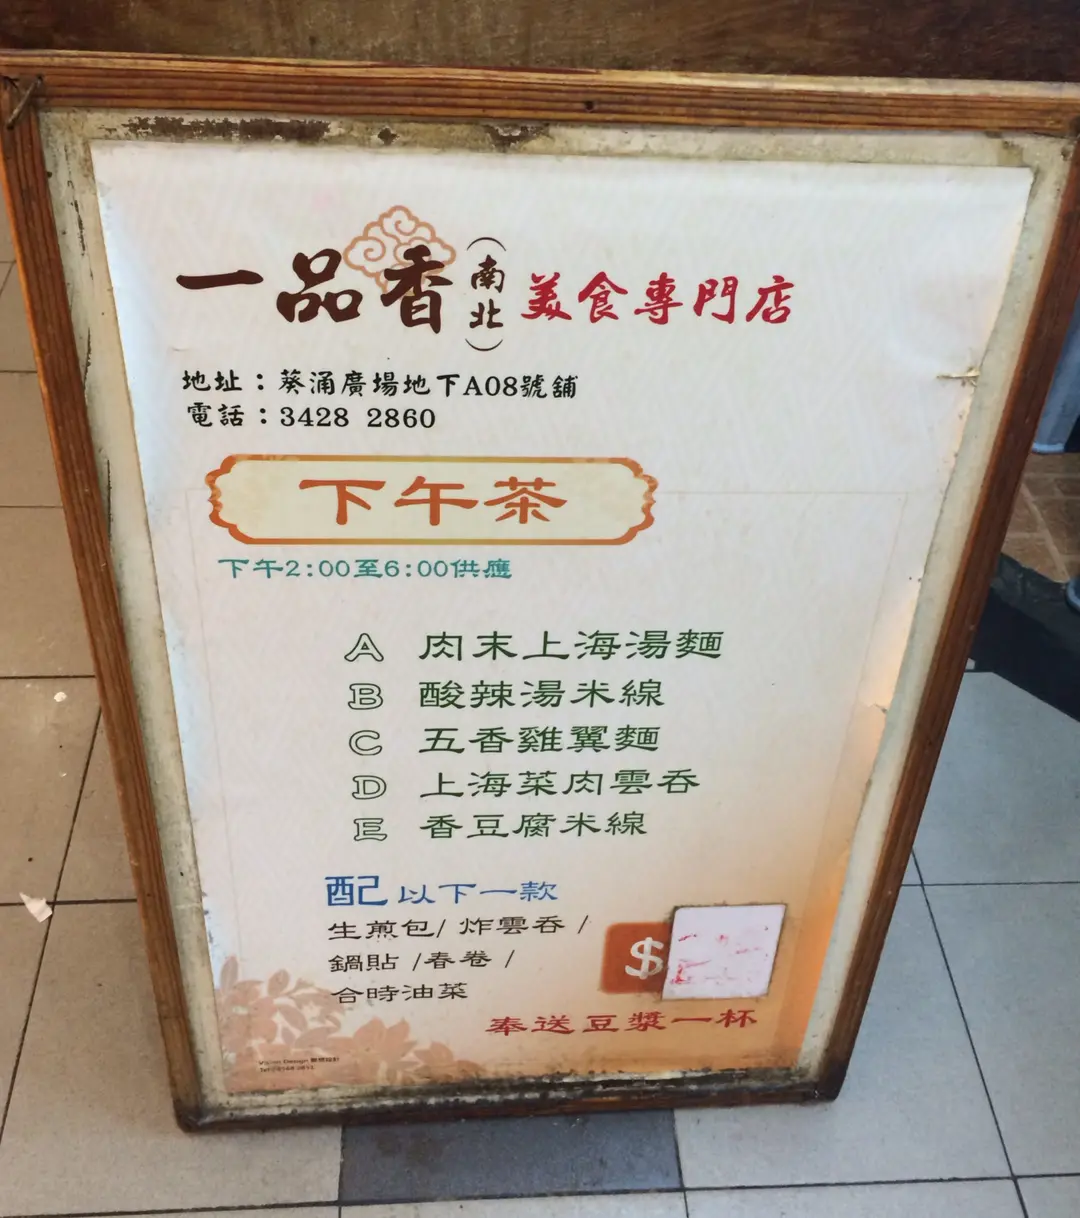 一品香(南北)美食專門店
地址：葵涌廣場地下A08號舖
電話：3428 2860
下午茶
下午2:00至6:00供應
A 肉末上海湯麵
B 酸辣湯米線
C 五香雞翼麵
D 上海菜肉雲吞
E 香豆腐米線
配以下一款
生煎包/ 炸雲吞 /
鍋貼 /春卷 /
合時油菜
$
奉送豆漿一杯